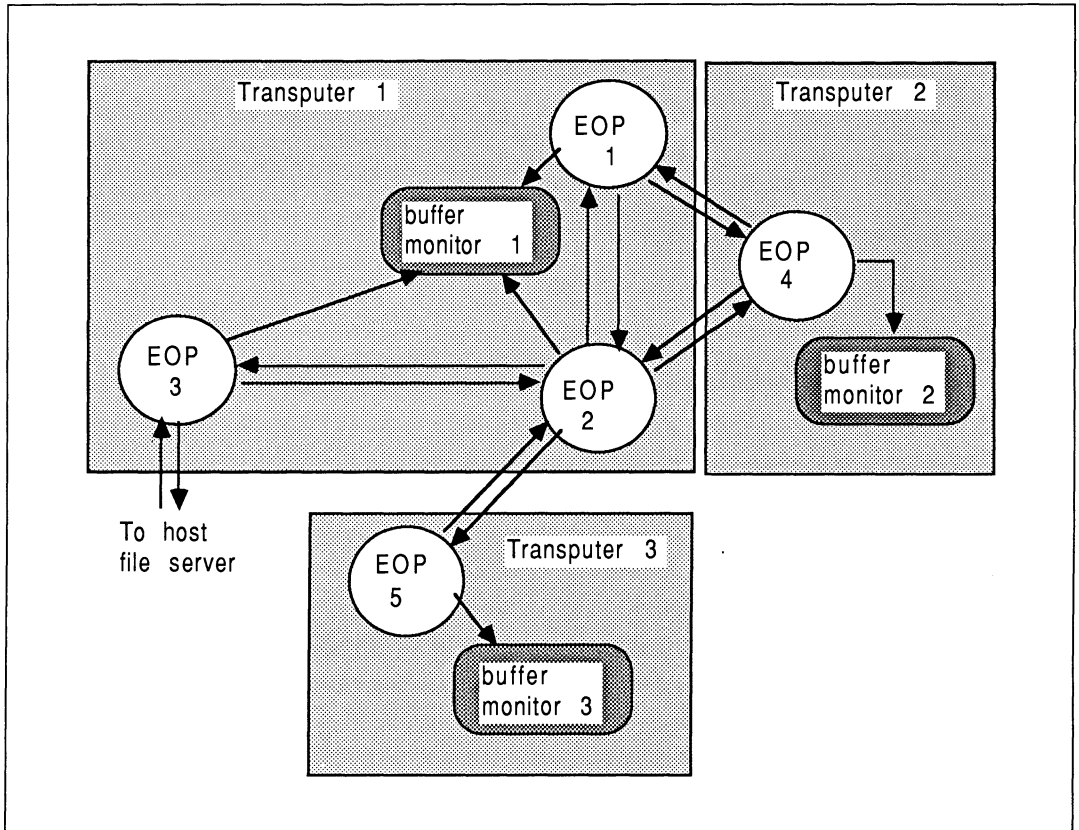 Transputer 1
Transputer 2
EOP
1
buffer
monitor 1
EOP
4
EOP
3
buffer
monitor 2
EOP
2
To host
file server
Transputer 3
EOP
5
buffer
monitor 3